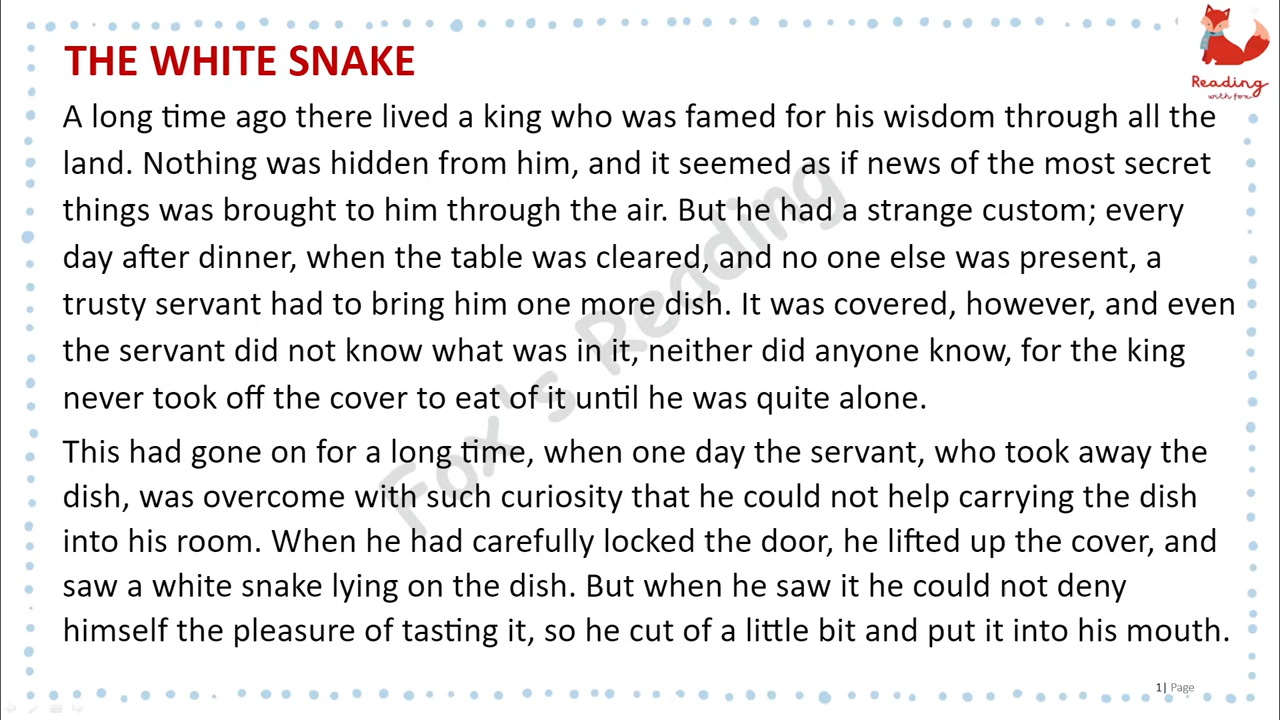 THE WHITE SNAKE
Reading
with fox
A long time ago there lived a king who was famed for his wisdom through all the
land. Nothing was hidden from him, and it seemed as if news of the most secret
things was brought to him through the air. But he had a strange custom; every
day after dinner, when the table was cleared, and no one else was present, a
trusty servant had to bring him one more dish. It was covered, however, and even
the servant did not know what was in it, neither did anyone know, for the king
never took off the cover to eat of it until he was quite alone.
This had gone on for a long time, when one day the servant, who took away the
dish, was overcome with such curiosity that he could not help carrying the dish
into his room. When he had carefully locked the door, he lifted up the cover, and
saw a white snake lying on the dish. But when he saw it he could not deny
himself the pleasure of tasting it, so he cut of a little bit and put it into his mouth.
Fox's Reading
1| Page